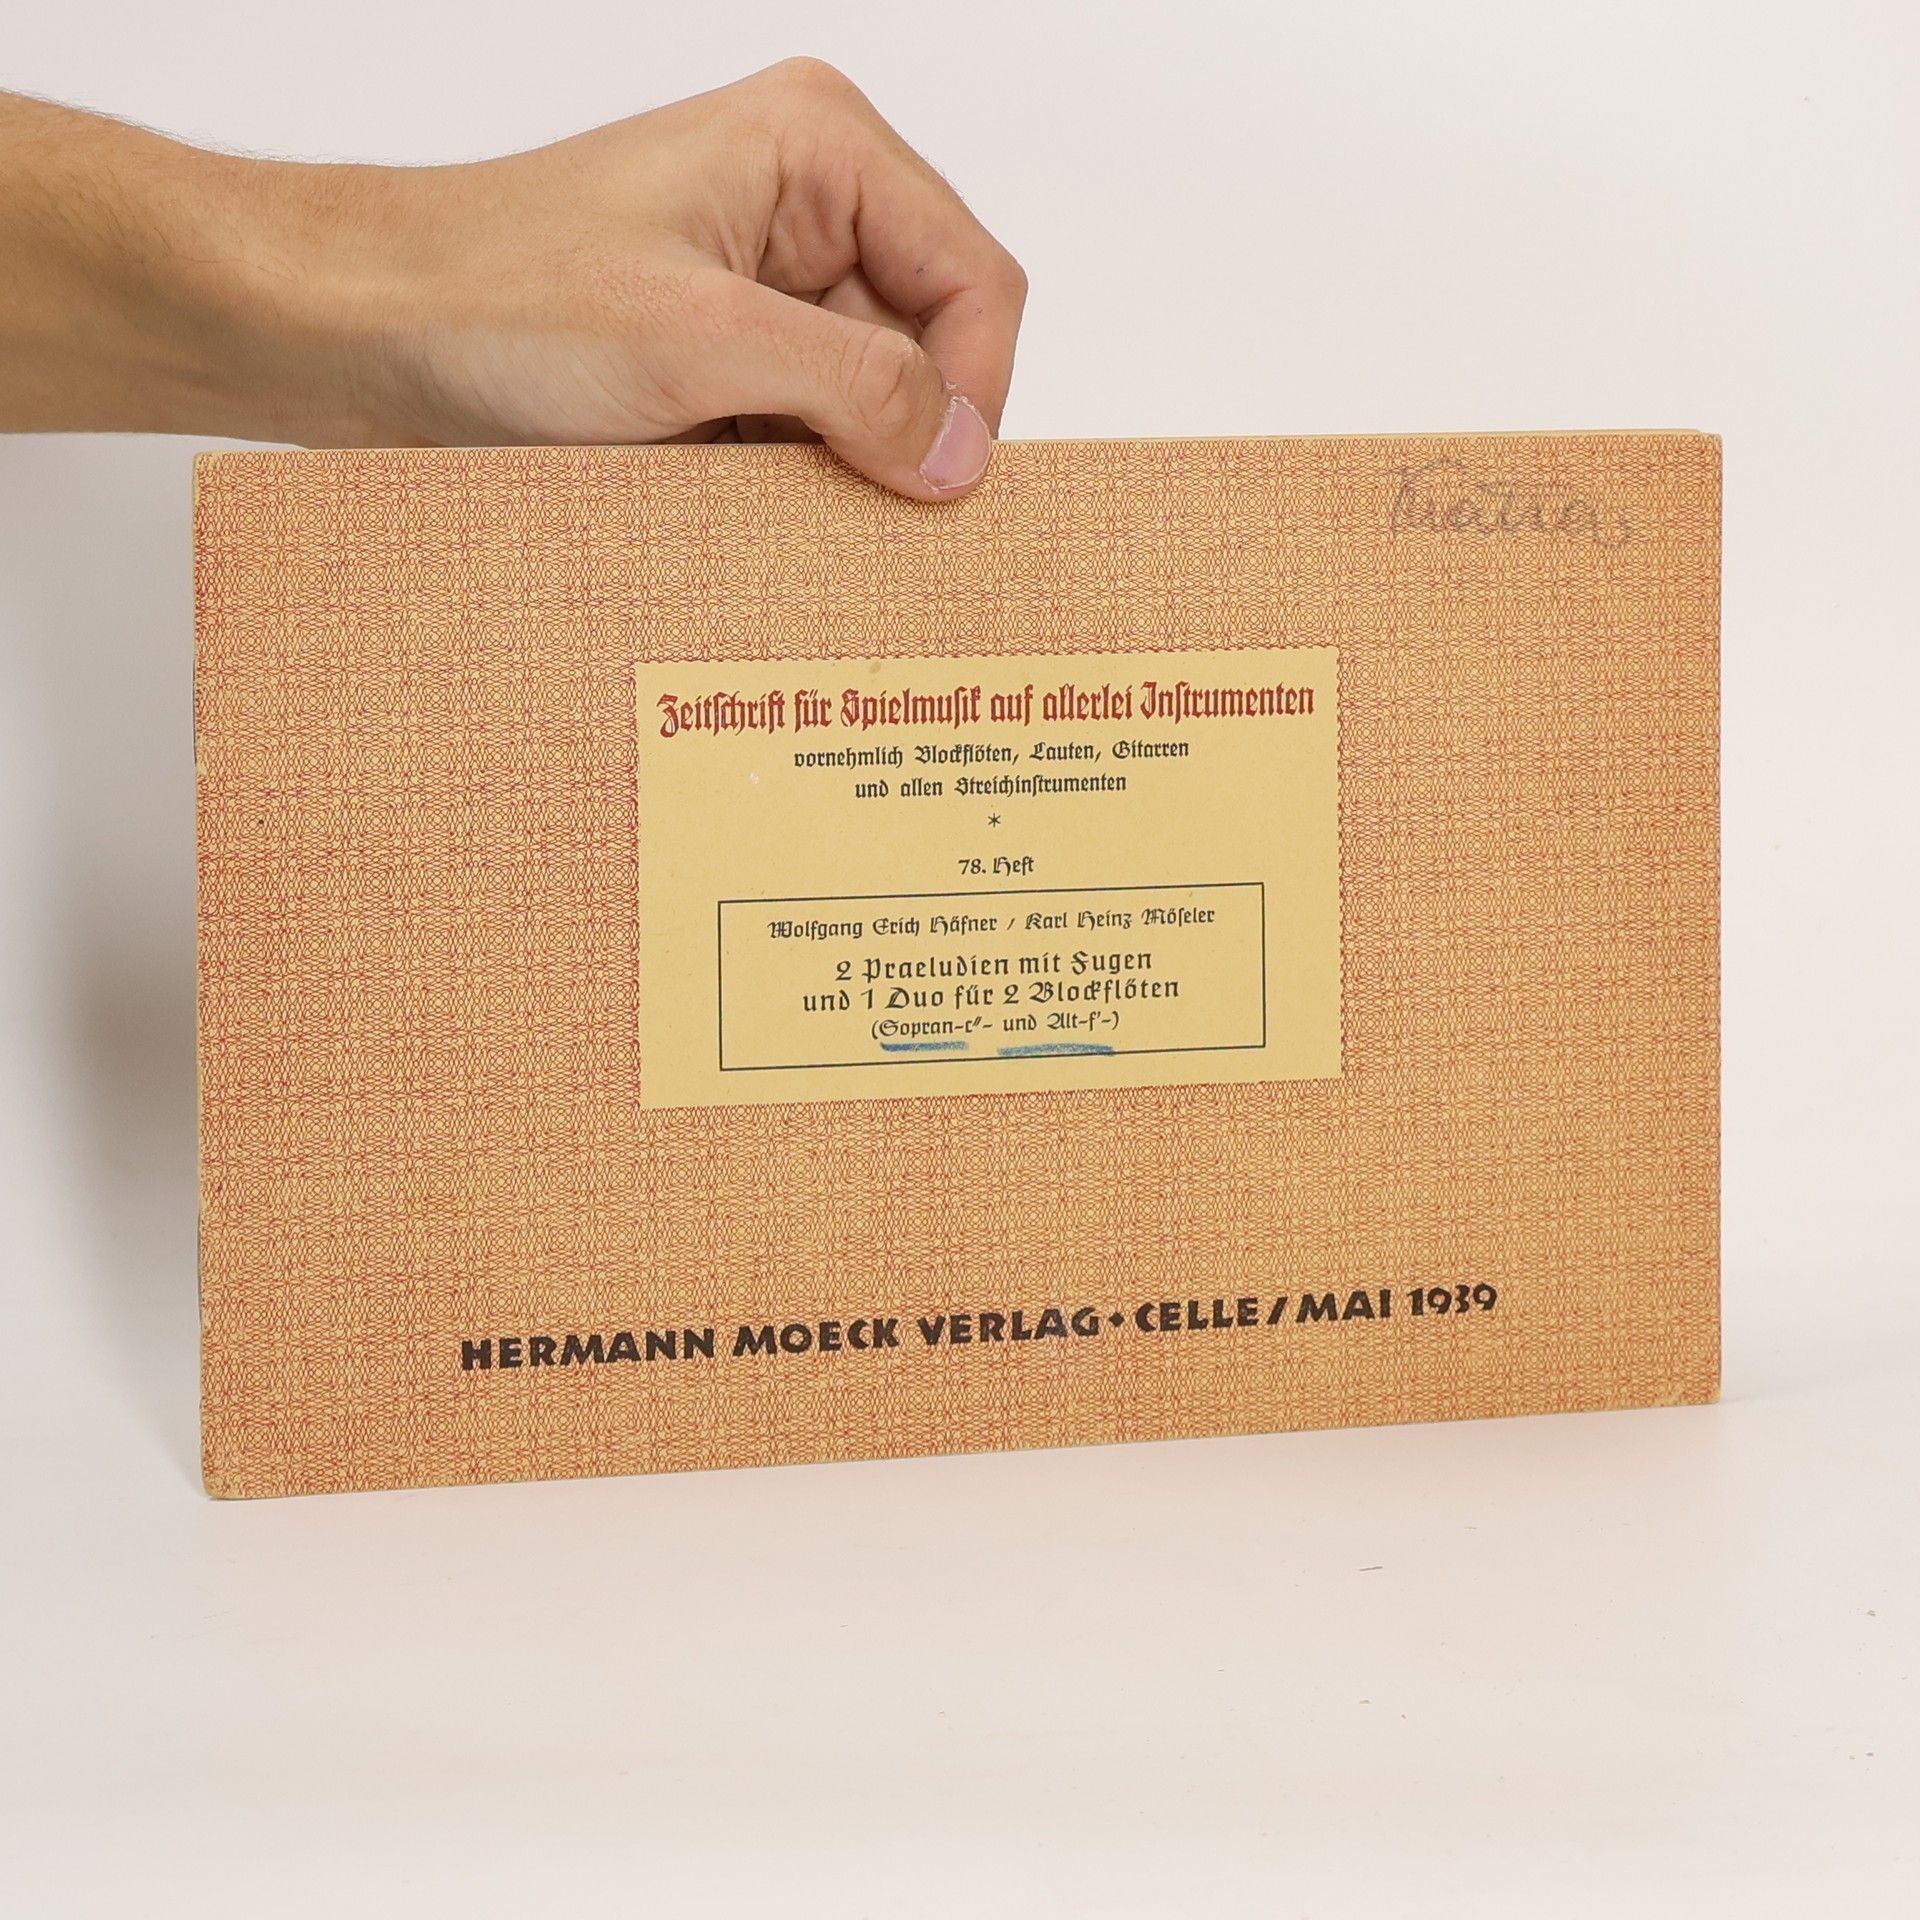 Zeitschrift für Spielmusik auf allerlei Instrumenten
vornehmlich Blockflöten, Lauten, Gitarren
und allen Streichinstrumenten
*
78. Heft
Wolfgang Erich Häfner / Karl Heinz Möseler
2 Praeludien mit Fugen
und 1 Duo für 2 Blockflöten
(Sopran-c″- und Alt-f′-)
HERMANN MOECK VERLAG • CELLE / MAI 1939